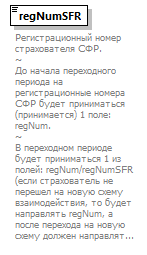 regNumSFR
Регистрационный номер
страхователя СФР.
~
До начала переходного
периода на
регистрационные номера
СФР будет приниматься
(принимается) 1 поле:
regNum.
~
В переходном периоде
будет приниматься 1 из
полей: regNum/regNumSFR
(если страхователь не
перешел на новую схему
взаимодействия, то будет
направлять regNum, а
после перехода на новую
схему должен направлят...